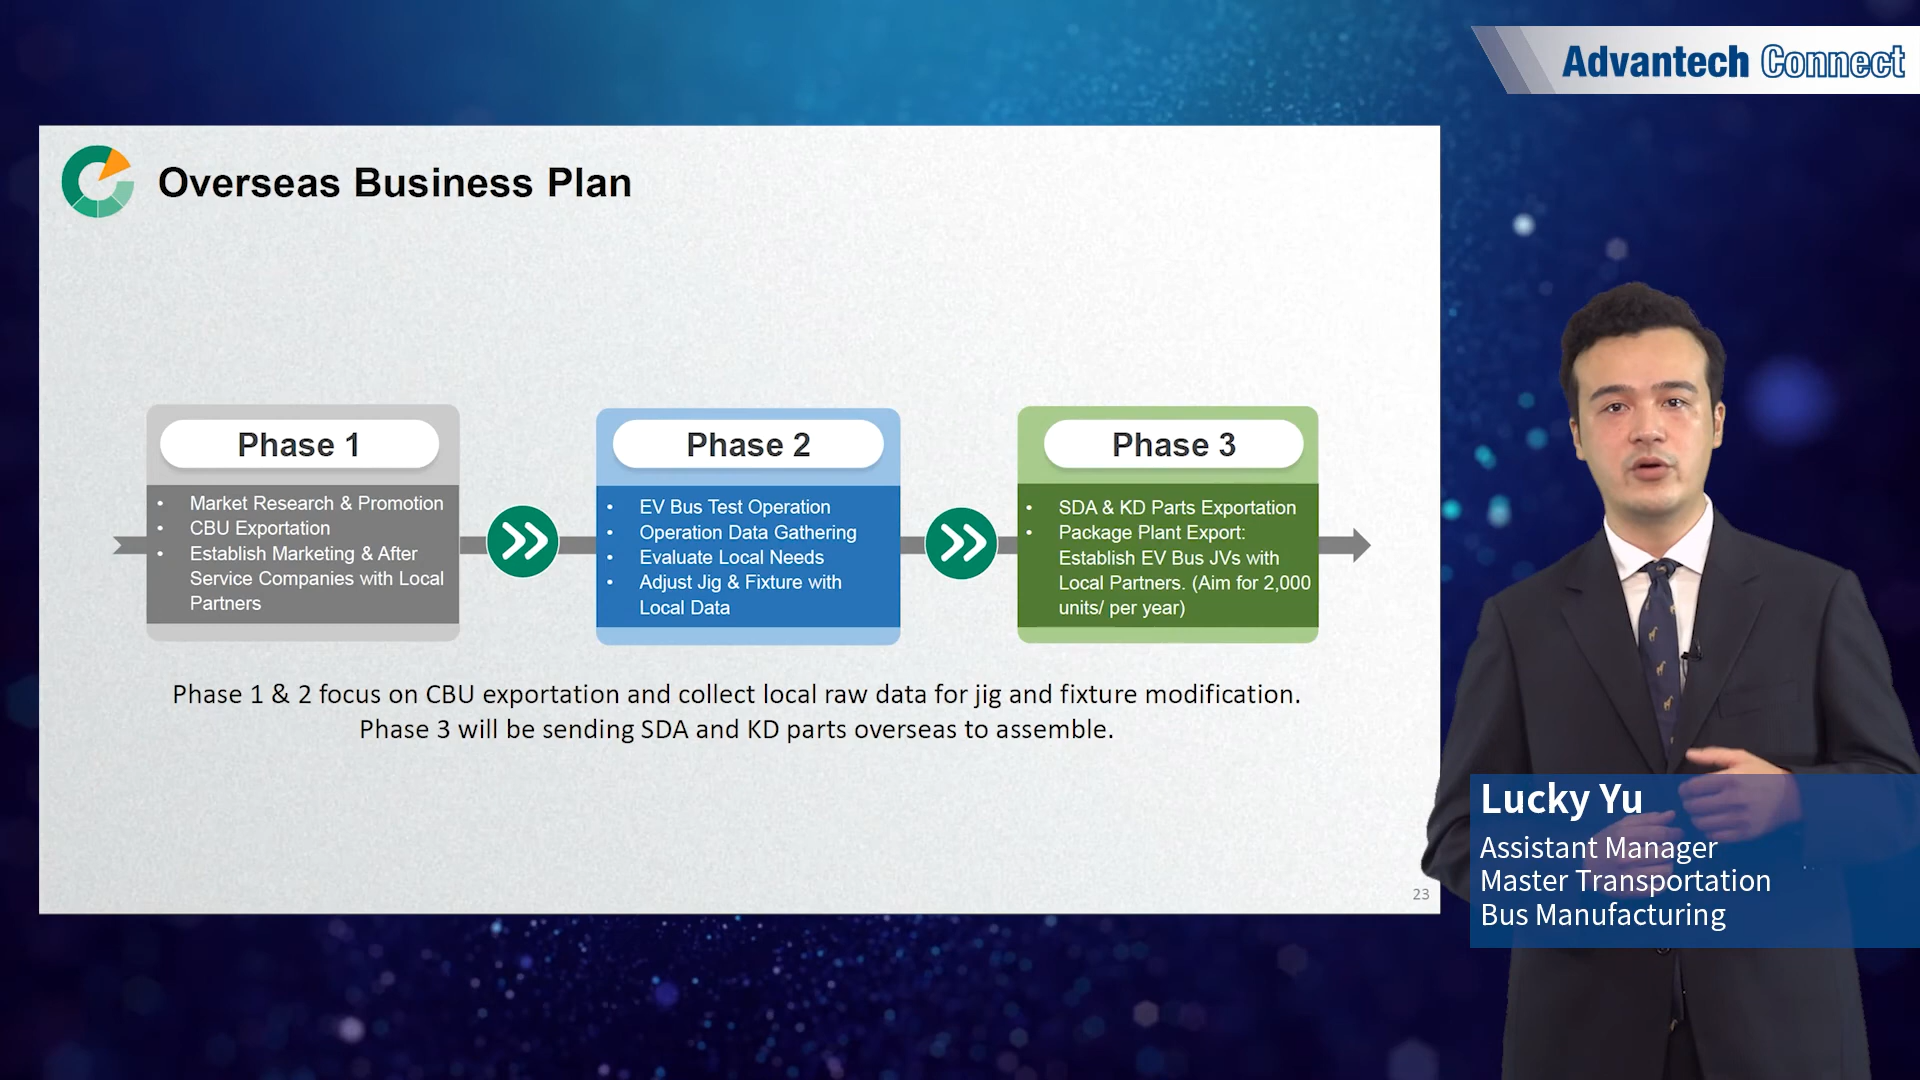 Advantech Connect
Overseas Business Plan
Phase 1
• Market Research & Promotion
• CBU Exportation
• Establish Marketing & After
Service Companies with Local
Partners
Phase 2
• EV Bus Test Operation
• Operation Data Gathering
• Evaluate Local Needs
• Adjust Jig & Fixture with
Local Data
Phase 3
• SDA & KD Parts Exportation
• Package Plant Export:
Establish EV Bus JVs with
Local Partners. (Aim for 2,000
units/ per year)
Phase 1 & 2 focus on CBU exportation and collect local raw data for jig and fixture modification.
Phase 3 will be sending SDA and KD parts overseas to assemble.
23
Lucky Yu
Assistant Manager
Master Transportation
Bus Manufacturing